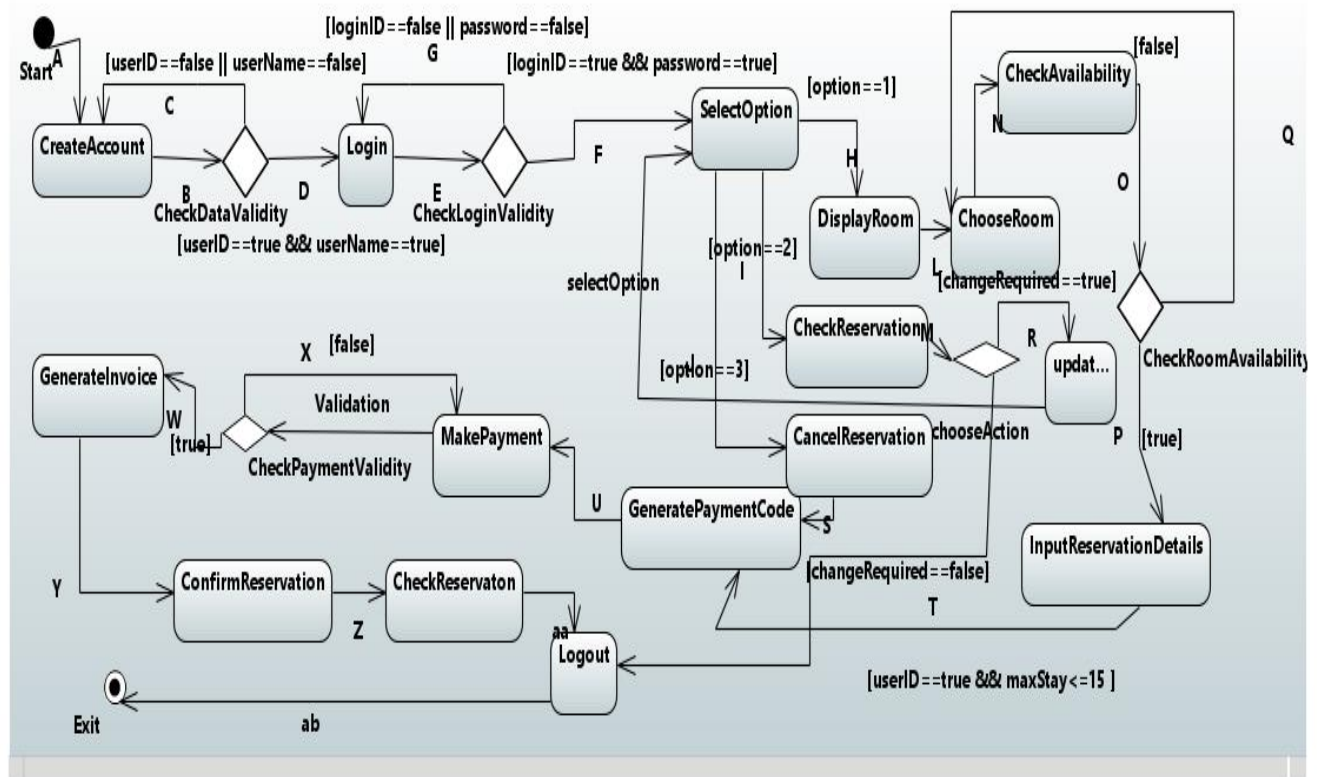 [loginID==false || password==false]
Start
A
[userID==false || userName==false]
G
[loginID==true && password==true]
[option==1]
[false]
CheckAvailability
SelectOption
C
CreateAccount
Login
N
Q
F
H
O
B
D
E
CheckDataValidity
CheckLoginValidity
[userID==true && userName==true]
DisplayRoom
ChooseRoom
[option==2]
I
L
[changeRequired==true]
selectOption
CheckReservation
M
R
updat...
CheckRoomAvailability
X
[false]
GenerateInvoice
[option==3]
Validation
W
[true]
MakePayment
CancelReservation
chooseAction
P
[true]
CheckPaymentValidity
U
GeneratePaymentCode
S
InputReservationDetails
[changeRequired==false]
Y
ConfirmReservation
CheckReservaton
T
Z
aa
Logout
[userID==true && maxStay<=15 ]
Exit
ab